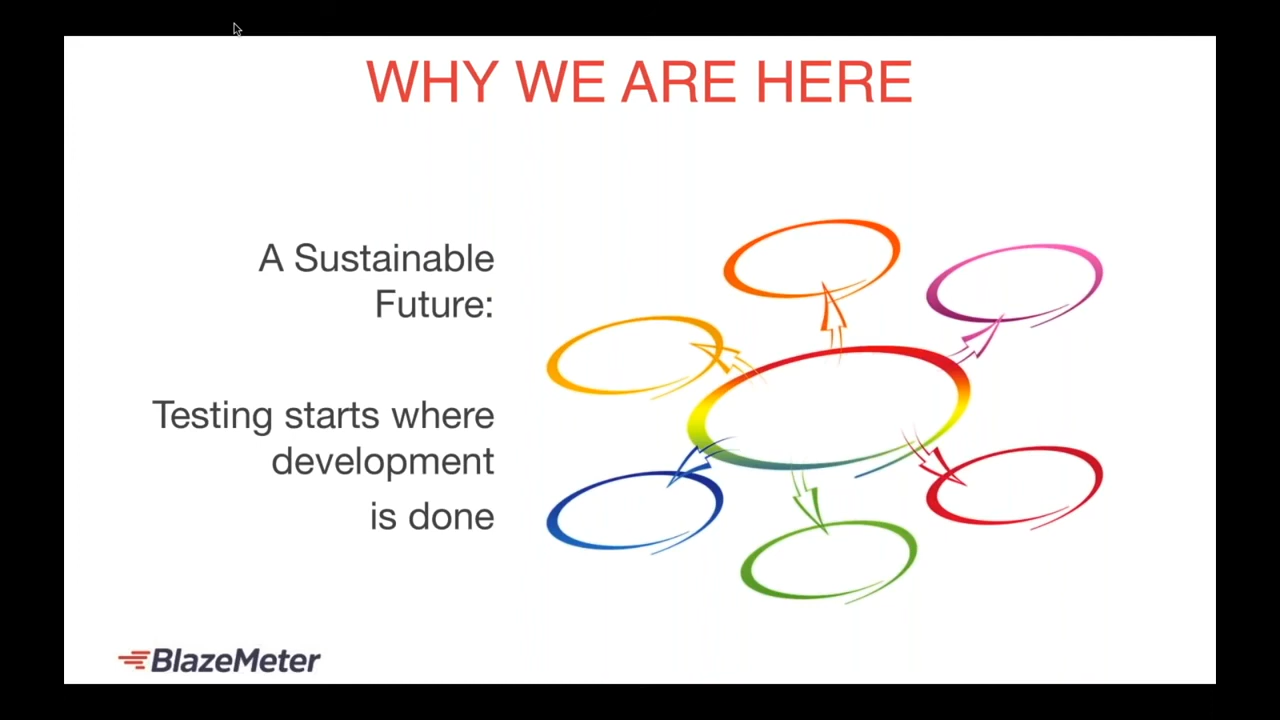 WHY WE ARE HERE
A Sustainable
Future:
Testing starts where
development
is done
BlazeMeter